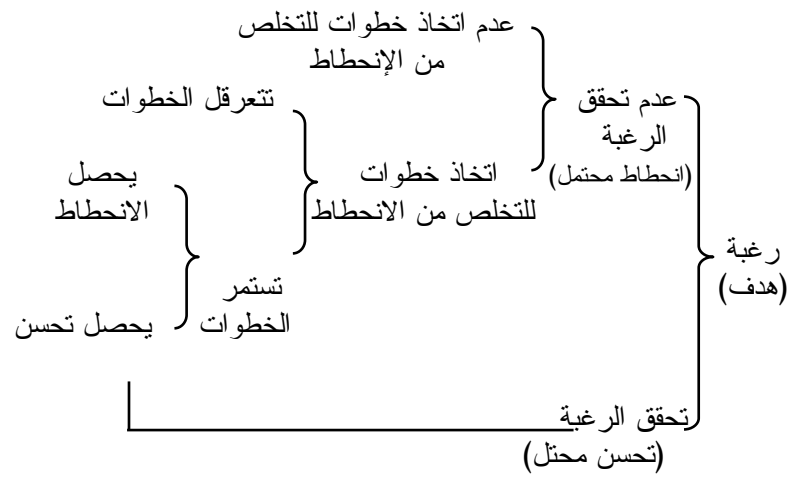 عدم اتخاذ خطوات للتخلص
من الإنحطاط
تتعرقل الخطوات
عدم تحقق
الرغبة
(انحطاط محتمل)
اتخاذ خطوات
للتخلص من الانحطاط
يحصل
الانحطاط
رغبة
(هدف)
تستمر
الخطوات
يحصل تحسن
تحقق الرغبة
(تحسن محتل)